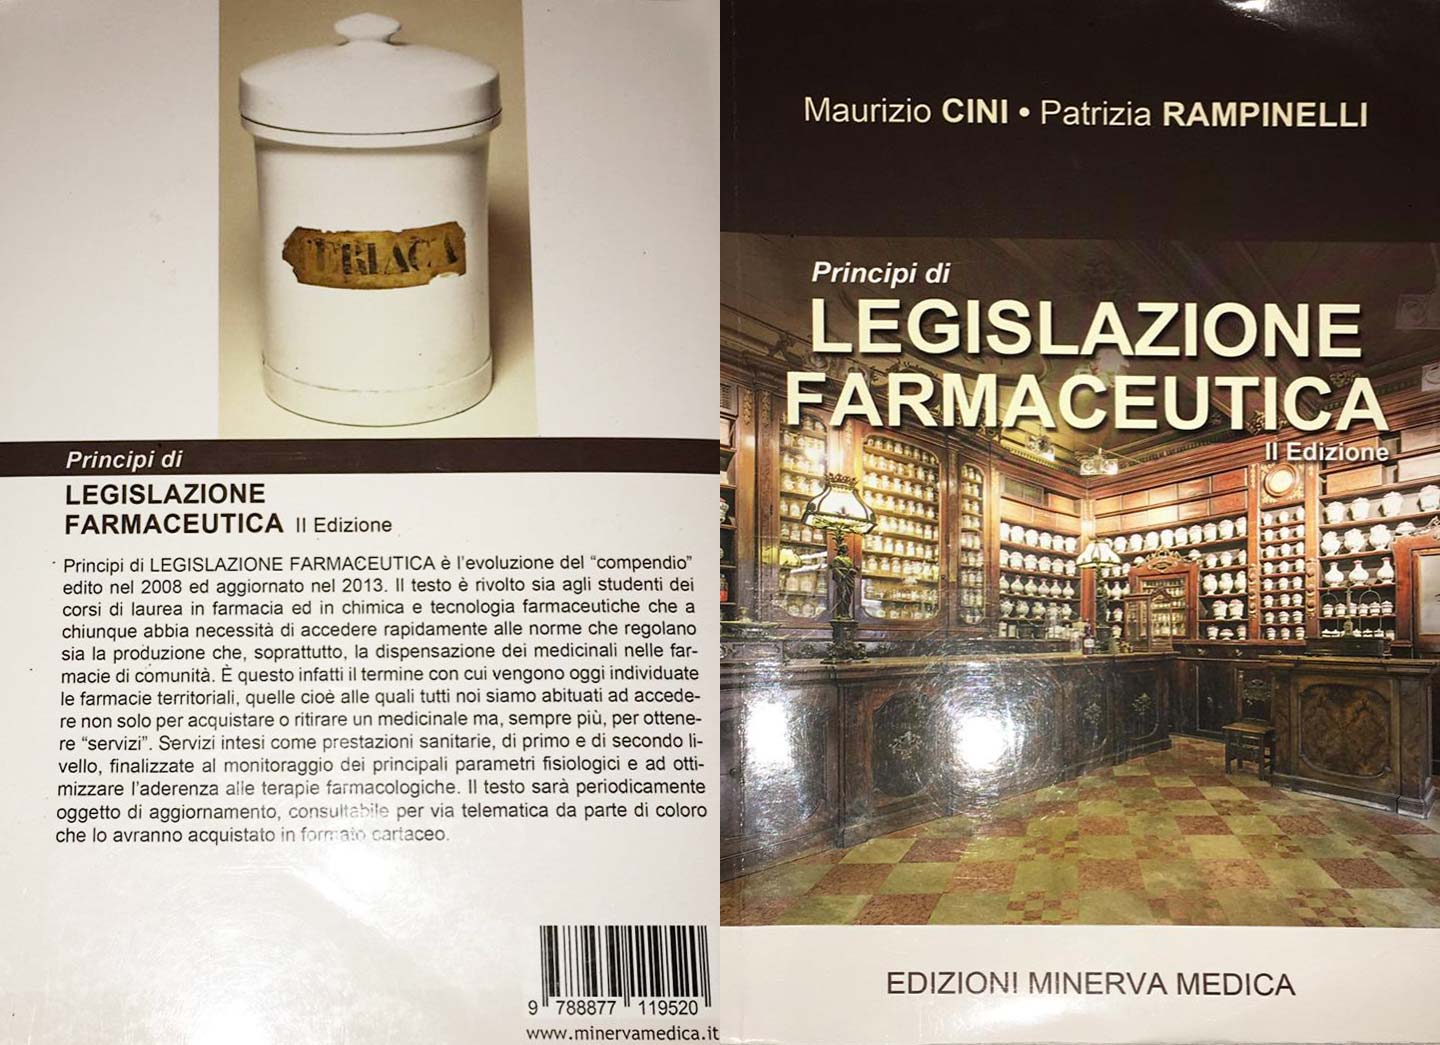 TRIACA
Principi di
LEGISLAZIONE
FARMACEUTICA II Edizione
Principi di LEGISLAZIONE FARMACEUTICA è l'evoluzione del "compendio"
edito nel 2008 ed aggiornato nel 2013. Il testo è rivolto sia agli studenti dei
corsi di laurea in farmacia ed in chimica e tecnologia farmaceutiche che a
chiunque abbia necessità di accedere rapidamente alle norme che regolano
sia la produzione che, soprattutto, la dispensazione dei medicinali nelle far-
macie di comunità. È questo infatti il termine con cui vengono oggi individuate
le farmacie territoriali, quelle cioè alle quali tutti noi siamo abituati ad accede-
re non solo per acquistare o ritirare un medicinale ma, sempre più, per ottene-
re "servizi". Servizi intesi come prestazioni sanitarie, di primo e di secondo li-
vello, finalizzate al monitoraggio dei principali parametri fisiologici e ad otti-
mizzare l'aderenza alle terapie farmacologiche. Il testo sarà periodicamente
oggetto di aggiornamento, consultabile per via telematica da parte di coloro
che lo avranno acquistato in formato cartaceo.
9 788877 119520
www.minervamedica.it
Maurizio CINI • Patrizia RAMPINELLI
Principi di
LEGISLAZIONE
FARMACEUTICA
II Edizione
EDIZIONI MINERVA MEDICA